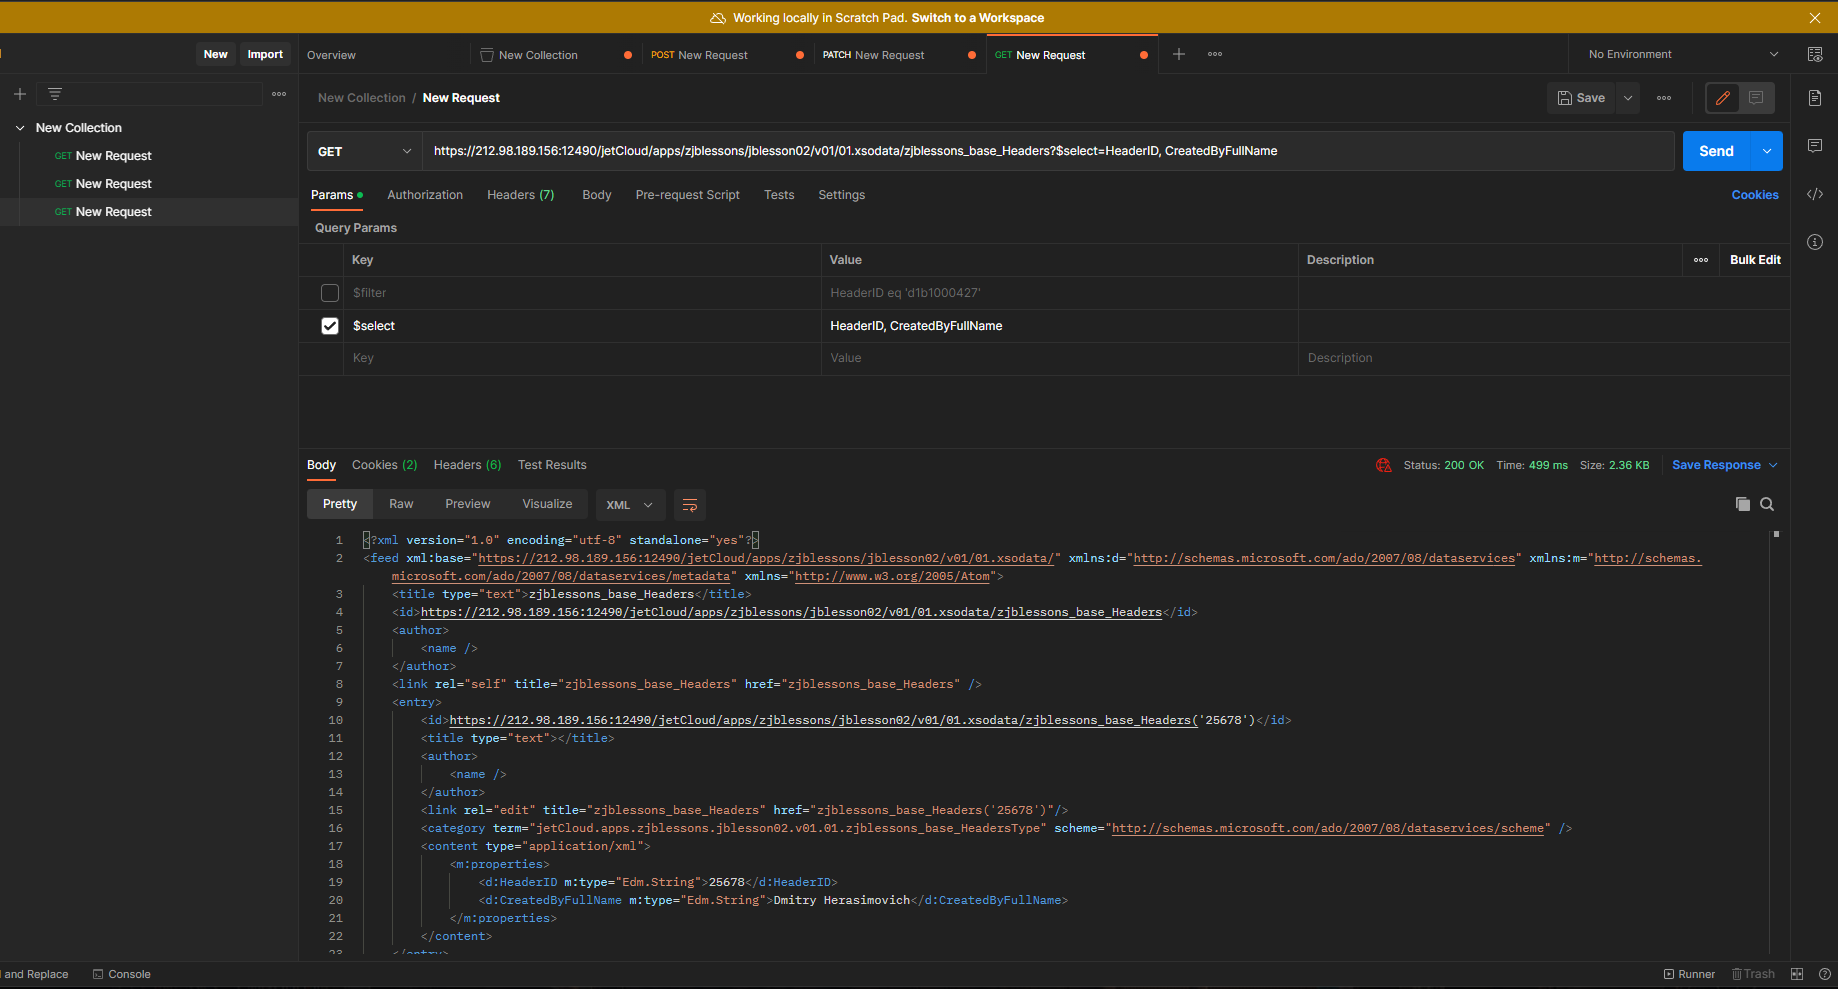 Working locally in Scratch Pad. Switch to a Workspace
New Import
Overview New Collection POST New Request PATCH New Request GET New Request No Environment
New Collection / New Request Save
New Collection
GET New Request
GET New Request
GET New Request
GET https://212.98.189.156:12490/jetCloud/apps/zjblessons/jblesson02/v01/01.xsodata/zjblessons_base_Headers?$select=HeaderID, CreatedByFullName Send
Params Authorization Headers (7) Body Pre-request Script Tests Settings Cookies
Query Params
Key Value Description Bulk Edit
$filter HeaderID eq 'd1b1000427'
$select HeaderID, CreatedByFullName
Key Value Description
Body Cookies (2) Headers (6) Test Results Status: 200 OK Time: 499 ms Size: 2.36 KB Save Response
Pretty Raw Preview Visualize XML
1 <?xml version="1.0" encoding="utf-8" standalone="yes"?>
2 <feed xml:base="https://212.98.189.156:12490/jetCloud/apps/zjblessons/jblesson02/v01/01.xsodata/" xmlns:d="http://schemas.microsoft.com/ado/2007/08/dataservices" xmlns:m="http://schemas.
microsoft.com/ado/2007/08/dataservices/metadata" xmlns="http://www.w3.org/2005/Atom">
3 <title type="text">zjblessons_base_Headers</title>
4 <id>https://212.98.189.156:12490/jetCloud/apps/zjblessons/jblesson02/v01/01.xsodata/zjblessons_base_Headers</id>
5 <author>
6 <name />
7 </author>
8 <link rel="self" title="zjblessons_base_Headers" href="zjblessons_base_Headers" />
9 <entry>
10 <id>https://212.98.189.156:12490/jetCloud/apps/zjblessons/jblesson02/v01/01.xsodata/zjblessons_base_Headers('25678')</id>
11 <title type="text"></title>
12 <author>
13 <name />
14 </author>
15 <link rel="edit" title="zjblessons_base_Headers" href="zjblessons_base_Headers('25678')"/>
16 <category term="jetCloud.apps.zjblessons.jblesson02.v01.01.zjblessons_base_HeadersType" scheme="http://schemas.microsoft.com/ado/2007/08/dataservices/scheme" />
17 <content type="application/xml">
18 <m:properties>
19 <d:HeaderID m:type="Edm.String">25678</d:HeaderID>
20 <d:CreatedByFullName m:type="Edm.String">Dmitry Herasimovich</d:CreatedByFullName>
21 </m:properties>
22 </content>
23 </entry>
and Replace Console Runner Trash